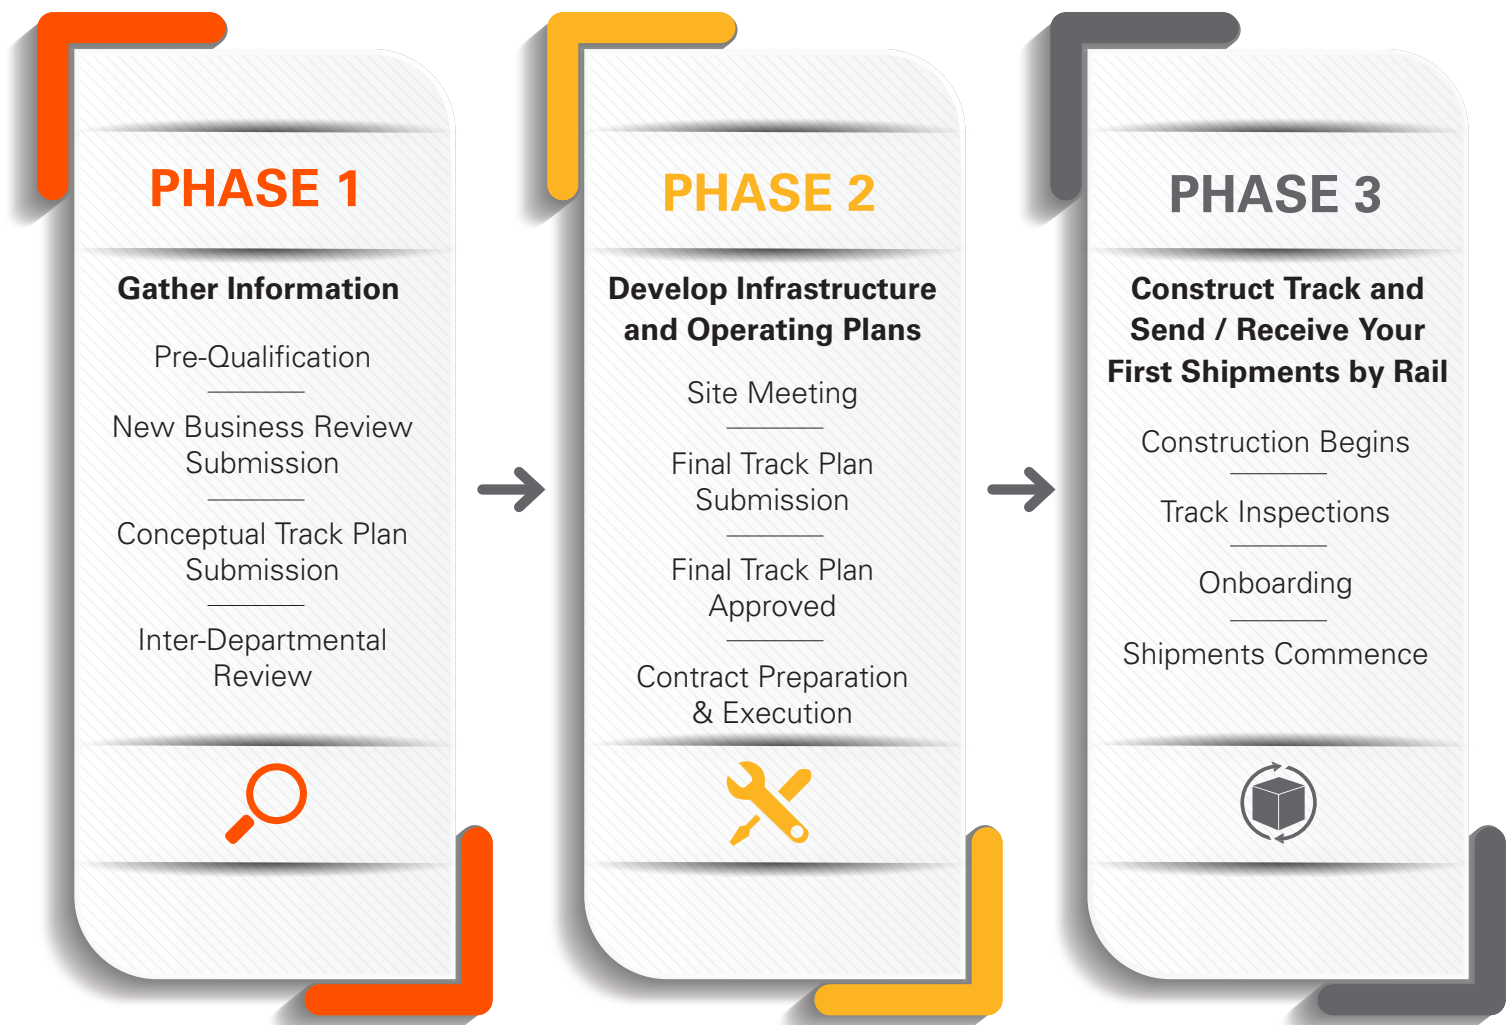 PHASE 1
Gather Information
Pre-Qualification
New Business Review
Submission
Conceptual Track Plan
Submission
Inter-Departmental
Review
PHASE 2
Develop Infrastructure
and Operating Plans
Site Meeting
Final Track Plan
Submission
Final Track Plan
Approved
Contract Preparation
& Execution
PHASE 3
Construct Track and
Send / Receive Your
First Shipments by Rail
Construction Begins
Track Inspections
Onboarding
Shipments Commence